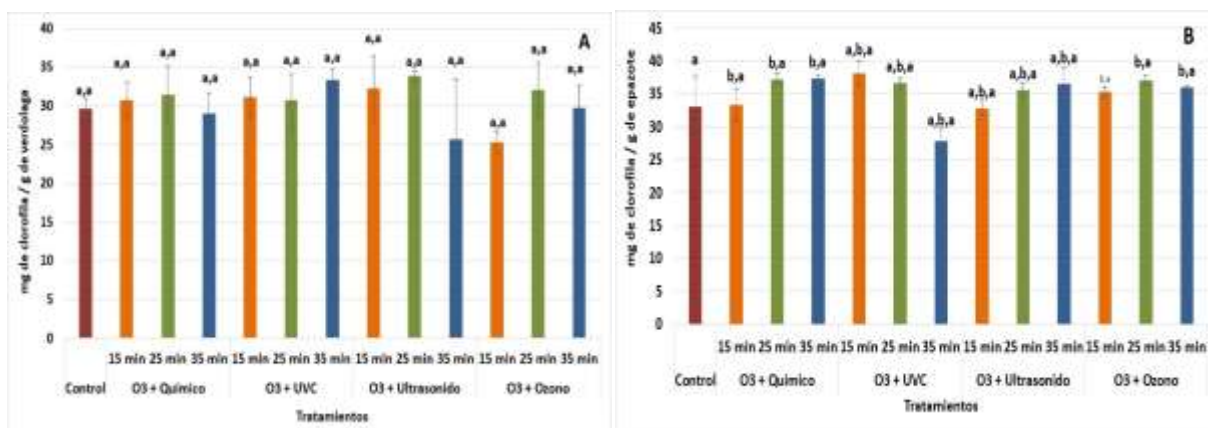 A
mg de clorofila / g de verdolaga
40
35
30
25
20
15
10
5
0
a,a a,a a,a a,a a,a a,a a,a a,a a,a a,a a,a a,a a,a
15 min 25 min 35 min 15 min 25 min 35 min 15 min 25 min 35 min 15 min 25 min 35 min
Control O3 + Químico O3 + UVC O3 + Ultrasonido O3 + Ozono
Tratamientos
B
mg de clorofila / g de epazote
45
40
35
30
25
20
15
10
5
0
a b,a b,a b,a a,b,a a,b,a a,b,a a,b,a a,b,a b,a b,a
15 min 25 min 35 min 15 min 25 min 35 min 15 min 25 min 35 min 15 min 25 min 35 min
Control O3 + Químico O3 + UVC O3 + Ultrasonido O3 + Ozono
Tratamientos